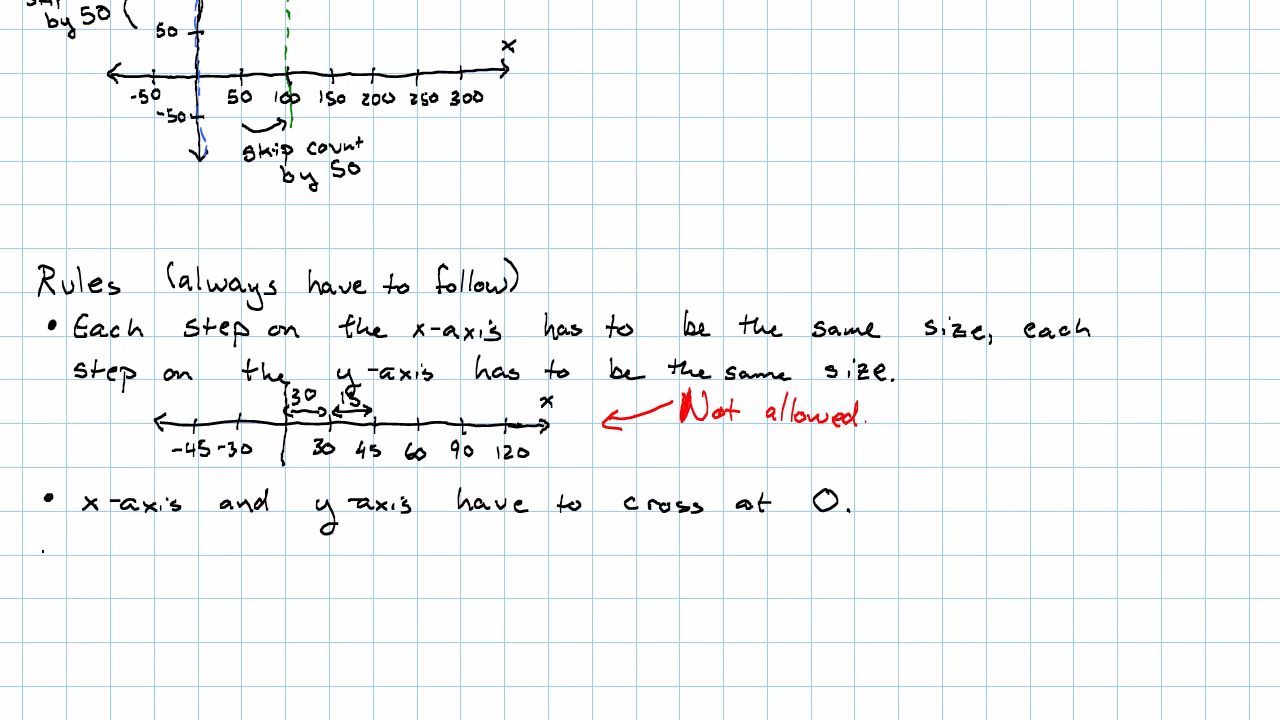 by 50
50
x
-50 50 100 150 200 250 300
-50
skip count
by 50
Rules (always have to follow)
• Each step on the x-axis has to be the same size, each
step on the y-axis has to be the same size.
30 15 x
Not allowed.
-45 -30 30 45 60 90 120
• x-axis and y-axis have to cross at 0.